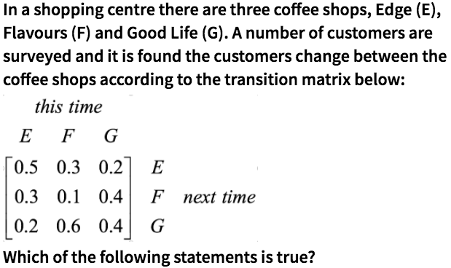 In a shopping centre there are three coffee shops, Edge (E),
Flavours (F) and Good Life (G). A number of customers are
surveyed and it is found the customers change between the
coffee shops according to the transition matrix below:
this time
E F G
0.5 0.3 0.2 E
0.3 0.1 0.4 F next time
0.2 0.6 0.4 G
Which of the following statements is true?